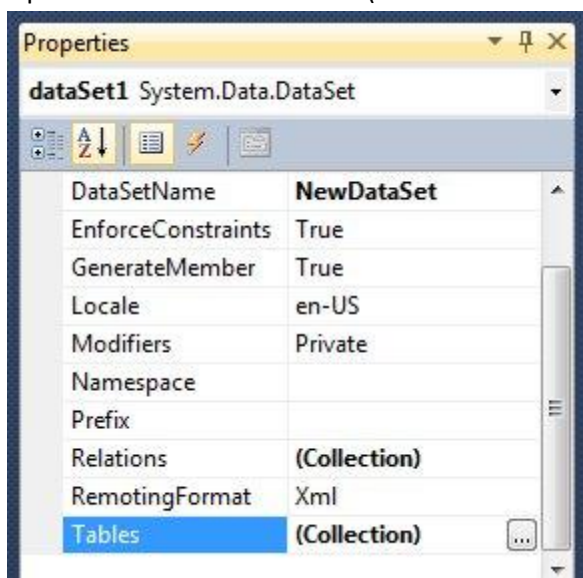 Properties
dataSet1 System.Data.DataSet
DataSetName NewDataSet
EnforceConstraints True
GenerateMember True
Locale en-US
Modifiers Private
Namespace
Prefix
Relations (Collection)
RemotingFormat Xml
Tables (Collection) ...